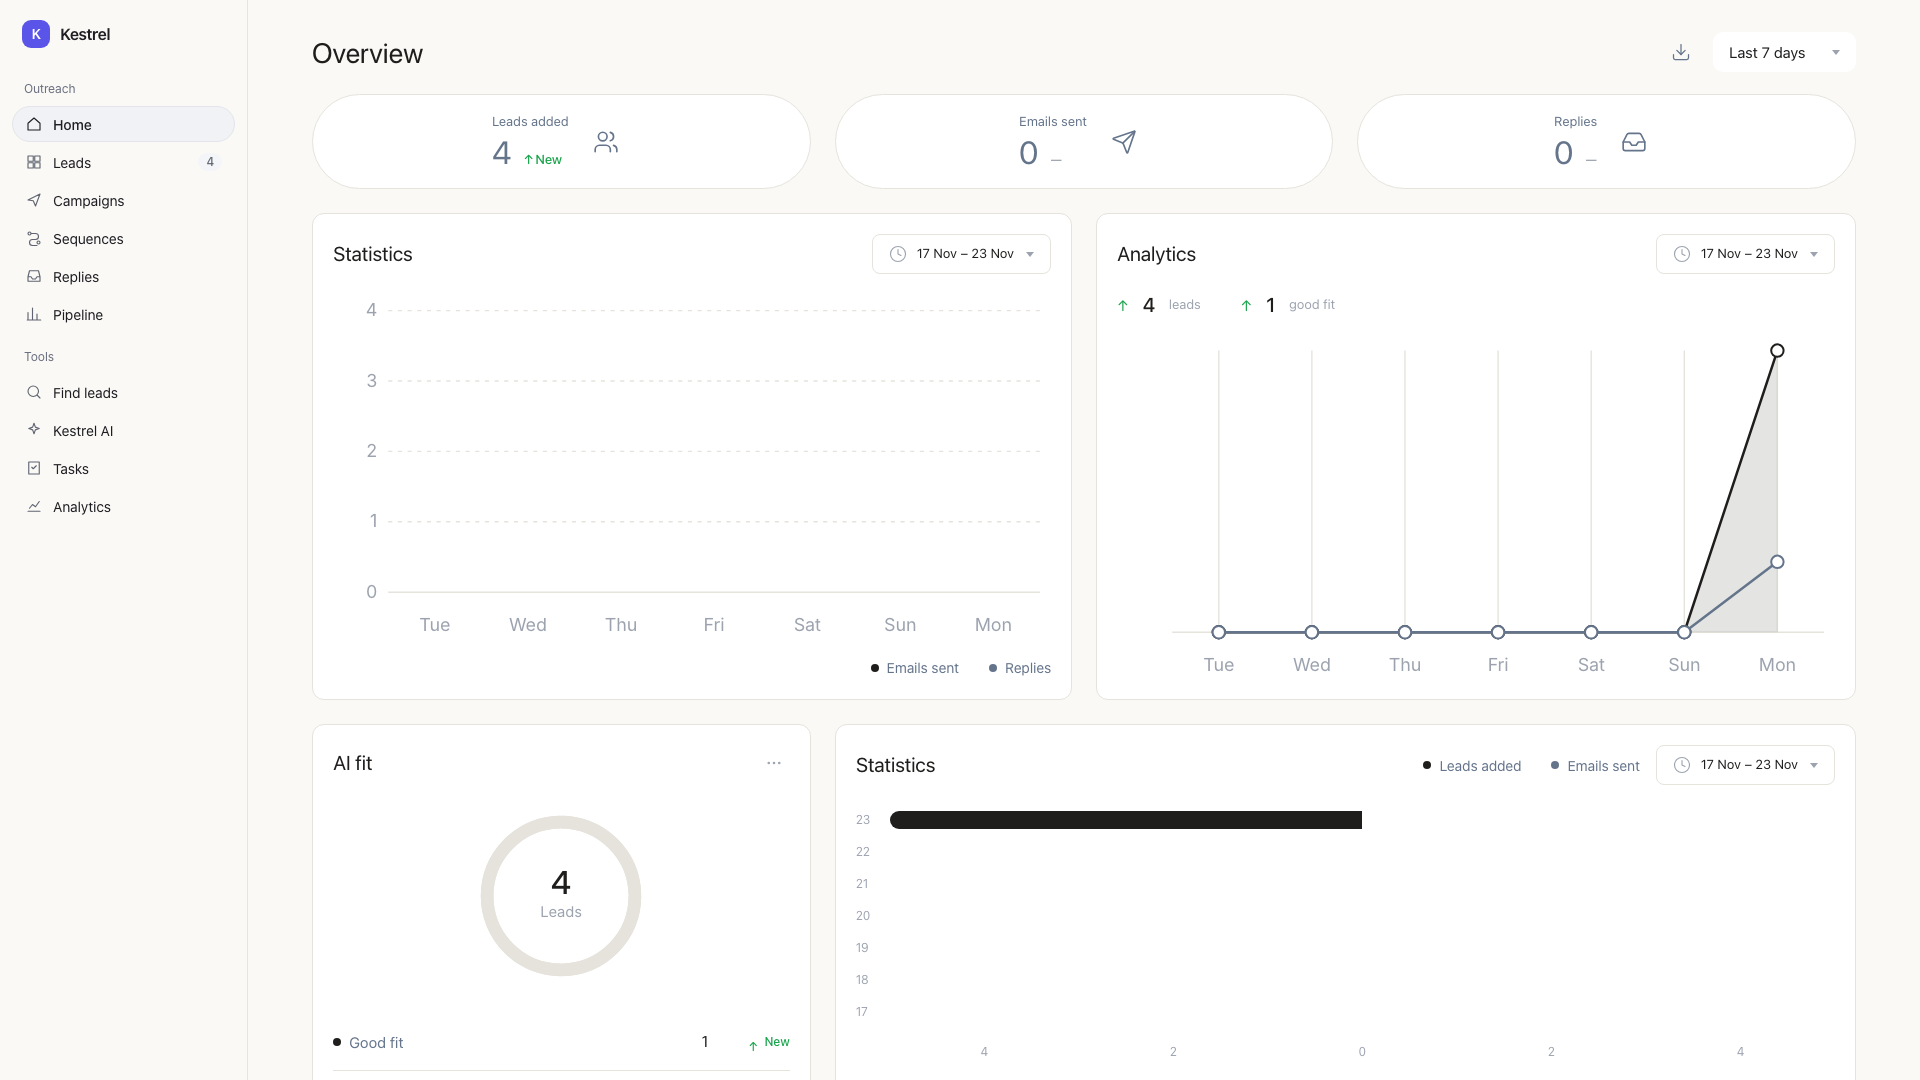 K Kestrel
Outreach
Home
Leads 4
Campaigns
Sequences
Replies
Pipeline
Tools
Find leads
Kestrel AI
Tasks
Analytics
Overview
Last 7 days
Leads added
4 ↑ New
Emails sent
0 –
Replies
0 –
Statistics
17 Nov – 23 Nov
4
3
2
1
0
Tue Wed Thu Fri Sat Sun Mon
Emails sent Replies
Analytics
17 Nov – 23 Nov
↑ 4 leads ↑ 1 good fit
Tue Wed Thu Fri Sat Sun Mon
AI fit
4
Leads
Good fit 1 ↑ New
Statistics
Leads added Emails sent 17 Nov – 23 Nov
23
22
21
20
19
18
17
4 2 0 2 4